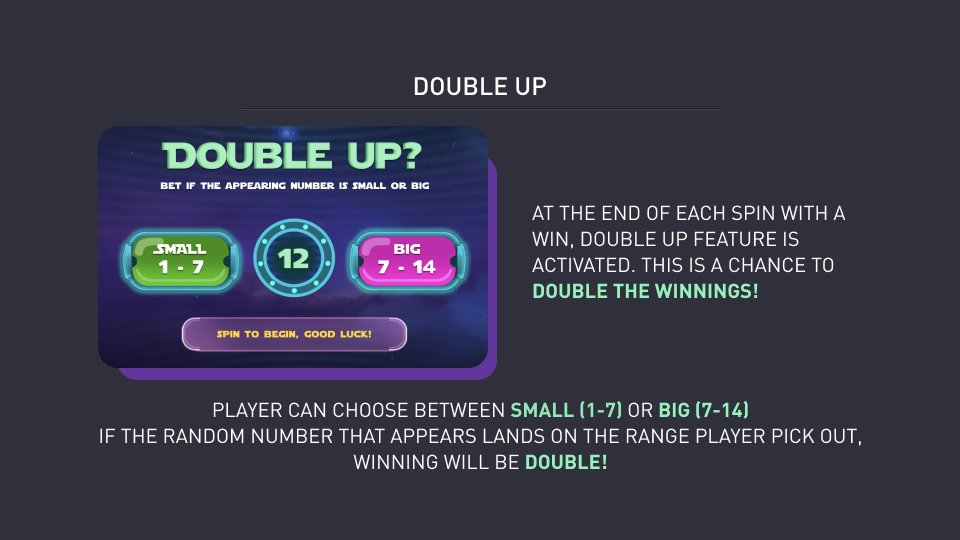 DOUBLE UP
DOUBLE UP?
BET IF THE APPEARING NUMBER IS SMALL OR BIG
SMALL
1 - 7
12
BIG
7 - 14
SPIN TO BEGIN, GOOD LUCK!
AT THE END OF EACH SPIN WITH A
WIN, DOUBLE UP FEATURE IS
ACTIVATED. THIS IS A CHANCE TO
DOUBLE THE WINNINGS!
PLAYER CAN CHOOSE BETWEEN SMALL (1-7) OR BIG (7-14)
IF THE RANDOM NUMBER THAT APPEARS LANDS ON THE RANGE PLAYER PICK OUT,
WINNING WILL BE DOUBLE!